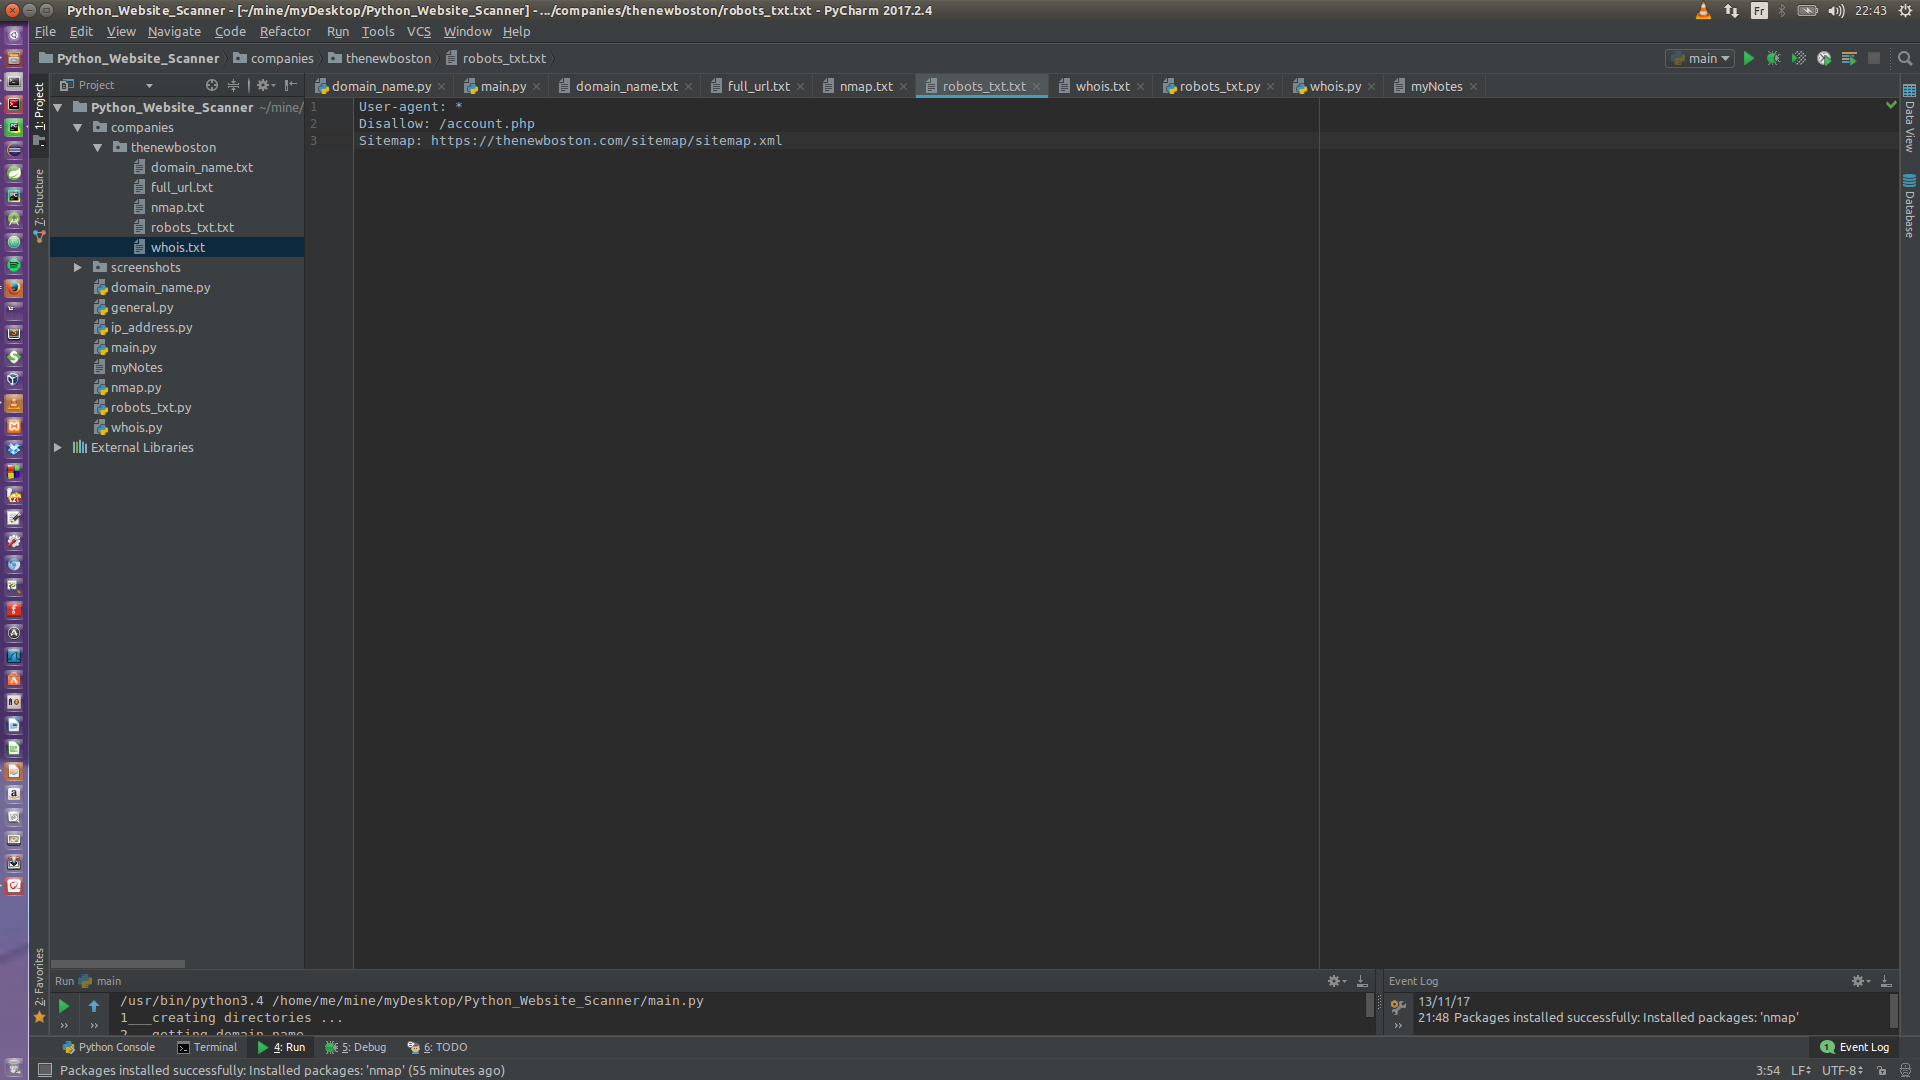 Python_Website_Scanner - [~/mine/myDesktop/Python_Website_Scanner] - .../companies/thenewboston/robots_txt.txt - PyCharm 2017.2.4
Fr
22:43
File Edit View Navigate Code Refactor Run Tools VCS Window Help
Python_Website_Scanner companies thenewboston robots_txt.txt
main
Project
domain_name.py main.py domain_name.txt full_url.txt nmap.txt robots_txt.txt whois.txt robots_txt.py whois.py myNotes
1: Project
7: Structure
2: Favorites
Python_Website_Scanner ~/mine/
companies
thenewboston
domain_name.txt
full_url.txt
nmap.txt
robots_txt.txt
whois.txt
screenshots
domain_name.py
general.py
ip_address.py
main.py
myNotes
nmap.py
robots_txt.py
whois.py
External Libraries
1 User-agent: *
2 Disallow: /account.php
3 Sitemap: https://thenewboston.com/sitemap/sitemap.xml
Data View
Database
Run main
/usr/bin/python3.4 /home/me/mine/myDesktop/Python_Website_Scanner/main.py
1___creating directories ...
2___getting domain name
Event Log
13/11/17
21:48 Packages installed successfully: Installed packages: 'nmap'
Python Console Terminal 4: Run 5: Debug 6: TODO
1 Event Log
Packages installed successfully: Installed packages: 'nmap' (55 minutes ago)
3:54 LF UTF-8